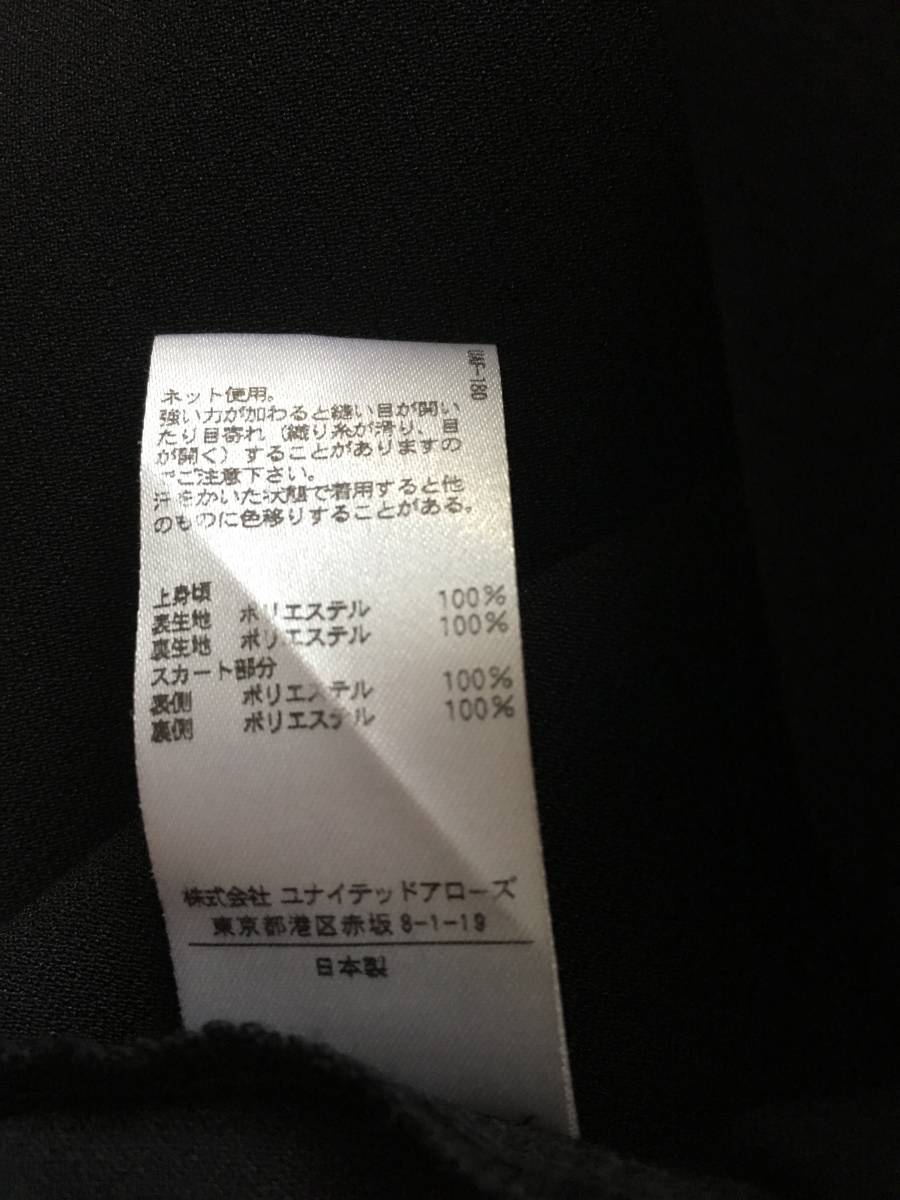 ネット使用。
強い力が加わると縫い目が開い
たり目寄れ（織り糸が滑り、目
が開く）することがありますの
でご注意下さい。
汗をかいた状態で着用すると他
のものに色移りすることがある。
上身頃
表生地 ポリエステル 100%
裏生地 ポリエステル 100%
スカート部分
表側 ポリエステル 100%
裏側 ポリエステル 100%
株式会社 ユナイテッドアローズ
東京都港区赤坂 8-1-19
日本製